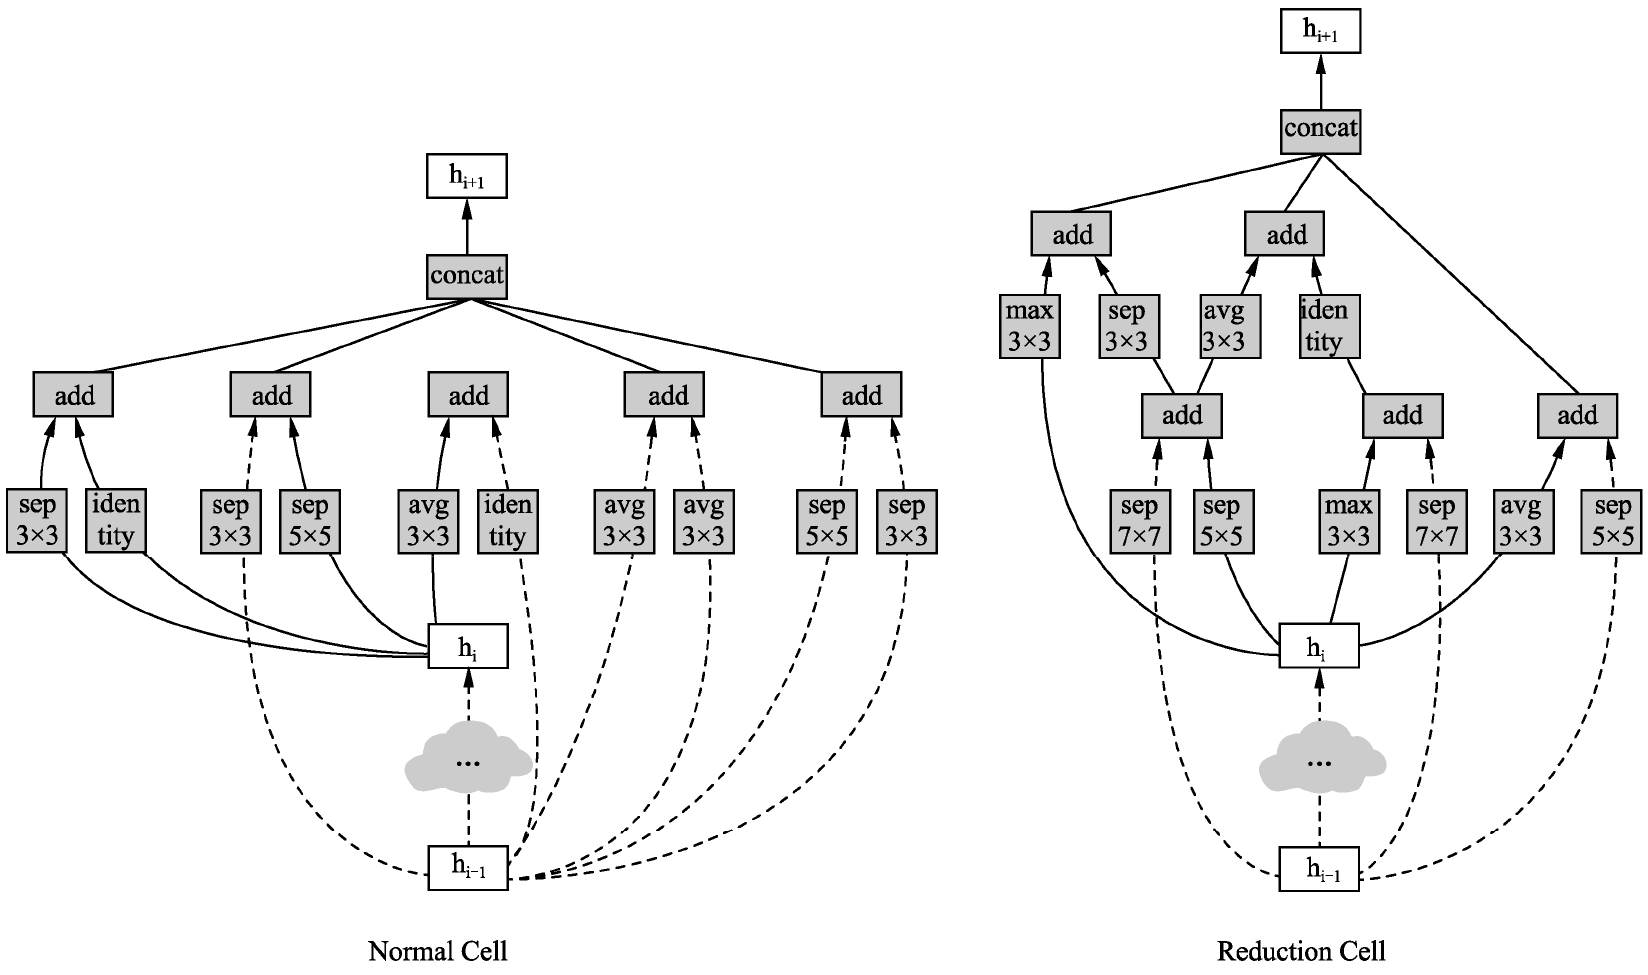 h_{i+1}
concat
add add add add add
sep 3×3
iden tity
sep 3×3
sep 5×5
avg 3×3
iden tity
avg 3×3
avg 3×3
sep 5×5
sep 3×3
h_i
...
h_{i−1}
Normal Cell
h_{i+1}
concat
add add
max 3×3
sep 3×3
avg 3×3
iden tity
add add add
sep 7×7
sep 5×5
max 3×3
sep 7×7
avg 3×3
sep 5×5
h_i
...
h_{i−1}
Reduction Cell